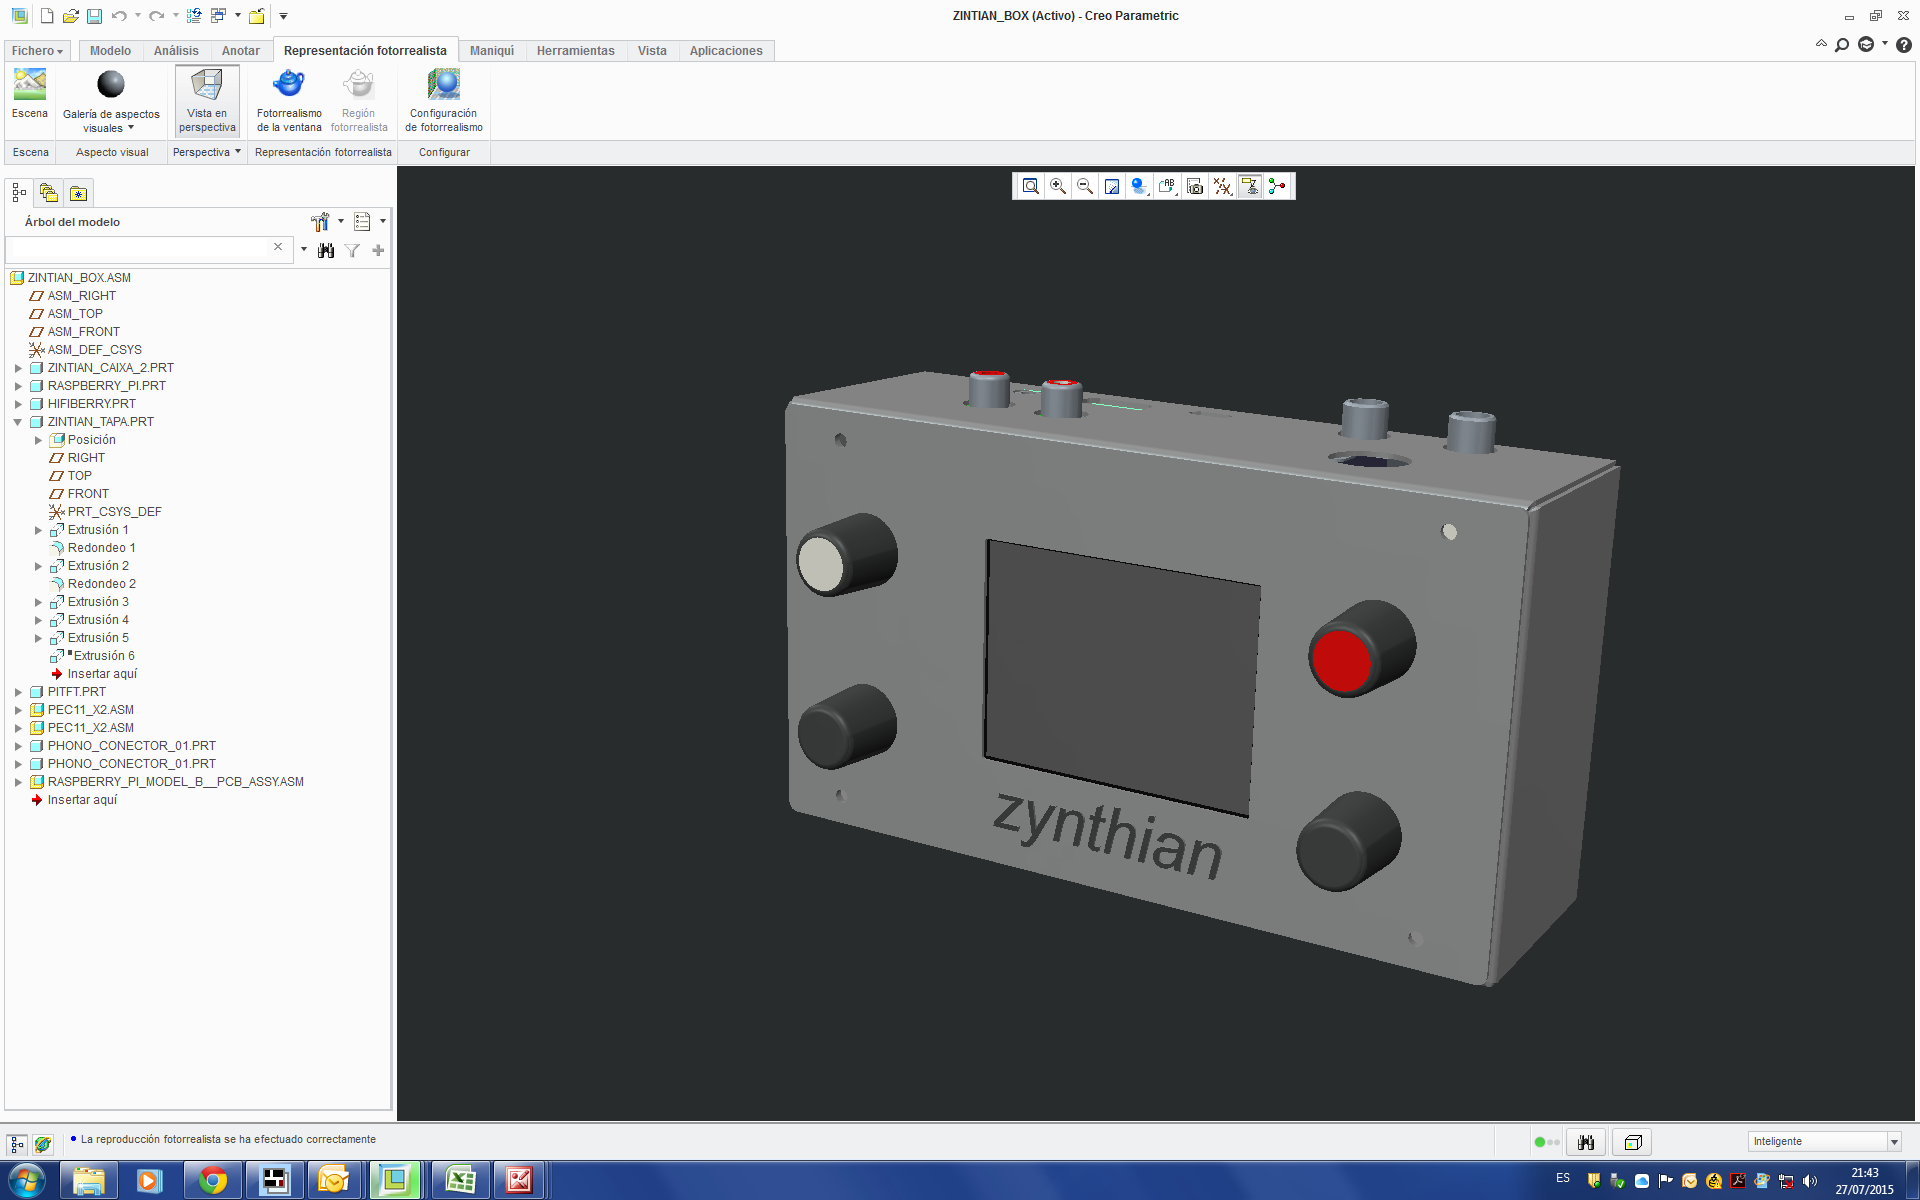 ZINTIAN_BOX (Activo) - Creo Parametric
Fichero Modelo Análisis Anotar Representación fotorrealista Maniquí Herramientas Vista Aplicaciones
Escena
Galería de aspectos visuales
Vista en perspectiva
Fotorrealismo de la ventana
Región fotorrealista
Configuración de fotorrealismo
Escena Aspecto visual Perspectiva Representación fotorrealista Configurar
Árbol del modelo
ZINTIAN_BOX.ASM
ASM_RIGHT
ASM_TOP
ASM_FRONT
ASM_DEF_CSYS
ZINTIAN_CAIXA_2.PRT
RASPBERRY_PI.PRT
HIFIBERRY.PRT
ZINTIAN_TAPA.PRT
Posición
RIGHT
TOP
FRONT
PRT_CSYS_DEF
Extrusión 1
Redondeo 1
Extrusión 2
Redondeo 2
Extrusión 3
Extrusión 4
Extrusión 5
Extrusión 6
Insertar aquí
PITFT.PRT
PEC11_X2.ASM
PEC11_X2.ASM
PHONO_CONECTOR_01.PRT
PHONO_CONECTOR_01.PRT
RASPBERRY_PI_MODEL_B__PCB_ASSY.ASM
Insertar aquí
zynthian
La reproducción fotorrealista se ha efectuado correctamente
Inteligente
ES
21:43
27/07/2015